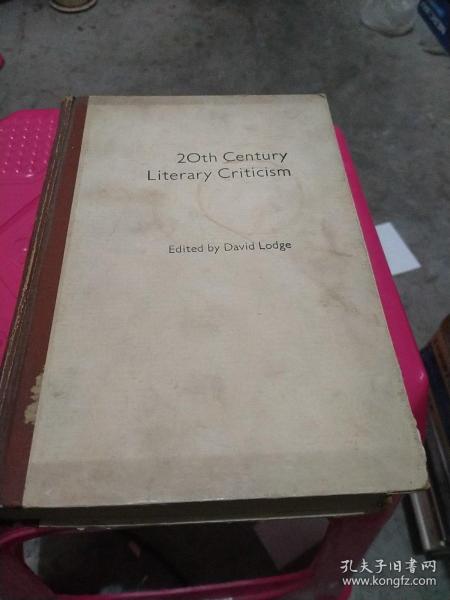 20th Century
Literary Criticism
Edited by David Lodge
孔夫子旧书网
www.kongfz.com